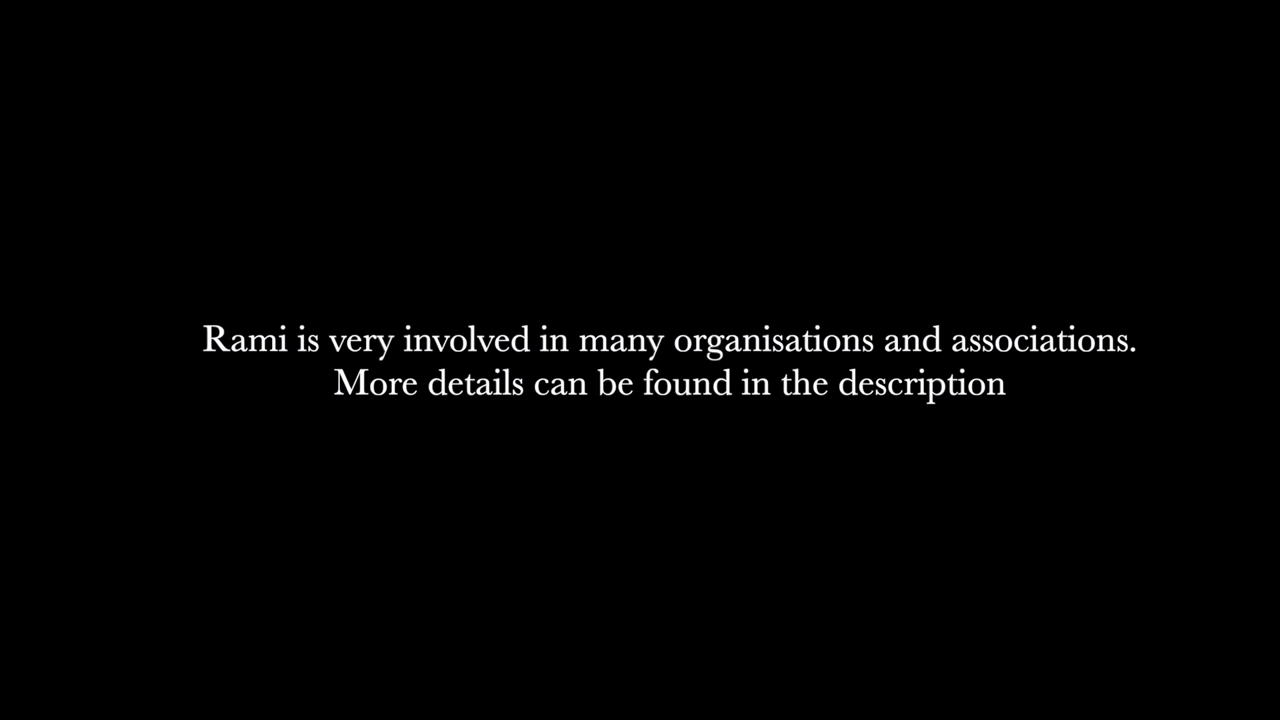 Rami is very involved in many organisations and associations.
More details can be found in the description